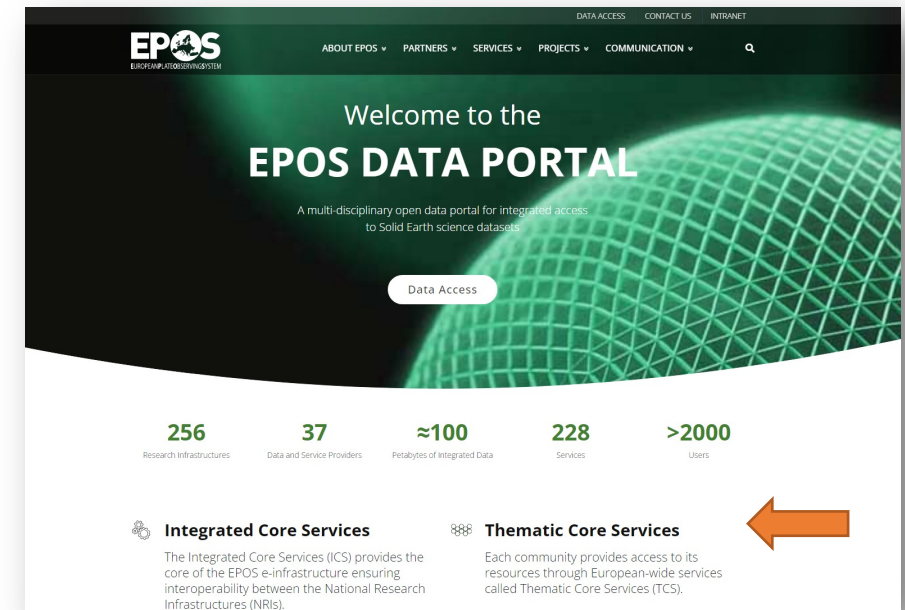 DATA ACCESS CONTACT US INTRANET
EPOS
EUROPEANPLATEOBSERVINGSYSTEM
ABOUT EPOS PARTNERS SERVICES PROJECTS COMMUNICATION
Welcome to the
EPOS DATA PORTAL
A multi-disciplinary open data portal for integrated access
to Solid Earth science datasets
Data Access
256 37 ≈100 228 >2000
Research Infrastructures Data and Service Providers Petabytes of Integrated Data Services Users
Integrated Core Services
The Integrated Core Services (ICS) provides the
core of the EPOS e-infrastructure ensuring
interoperability between the National Research
Infrastructures (NRIs).
Thematic Core Services
Each community provides access to its
resources through European-wide services
called Thematic Core Services (TCS).